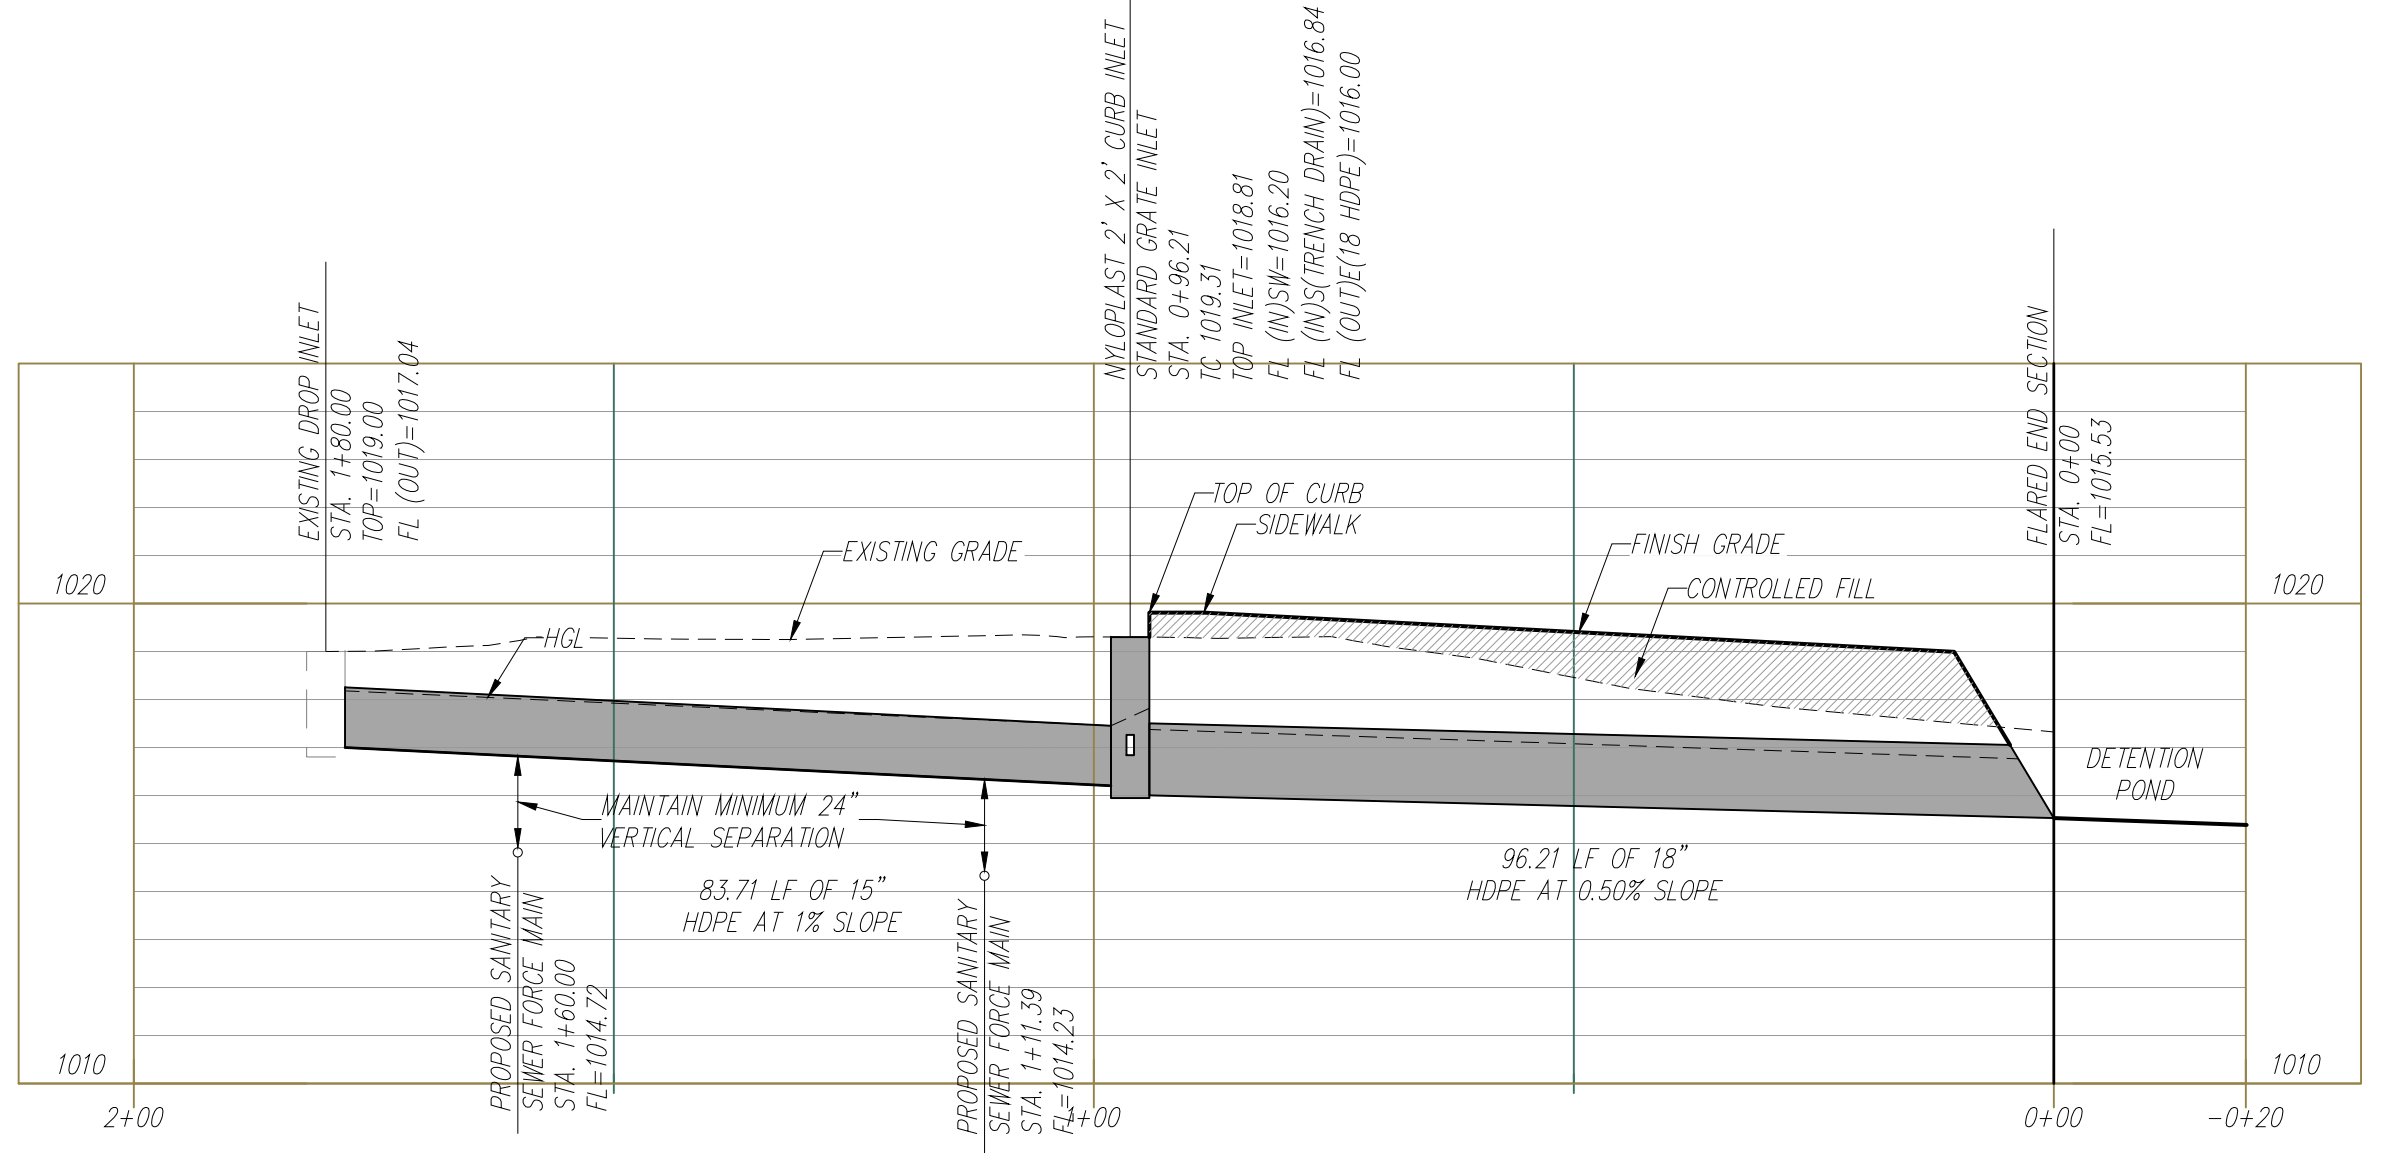 EXISTING DROP INLET
STA. 1+80.00
TOP=1019.00
FL (OUT)=1017.04
NYLOPLAST 2' X 2' CURB INLET
STANDARD GRATE INLET
STA. 0+96.21
TC 1019.31
TOP INLET=1018.81
FL (IN)SW=1016.20
FL (IN)S(TRENCH DRAIN)=1016.84
FL (OUT)E(18 HDPE)=1016.00
FLARED END SECTION
STA. 0+00
FL=1015.53
TOP OF CURB
SIDEWALK
EXISTING GRADE
FINISH GRADE
CONTROLLED FILL
1020
1020
HGL
DETENTION
POND
MAINTAIN MINIMUM 24"
VERTICAL SEPARATION
83.71 LF OF 15"
HDPE AT 1% SLOPE
96.21 LF OF 18"
HDPE AT 0.50% SLOPE
PROPOSED SANITARY
SEWER FORCE MAIN
STA. 1+60.00
FL=1014.72
PROPOSED SANITARY
SEWER FORCE MAIN
STA. 1+11.39
FL=1014.23
1010
1010
2+00
1+00
0+00
-0+20